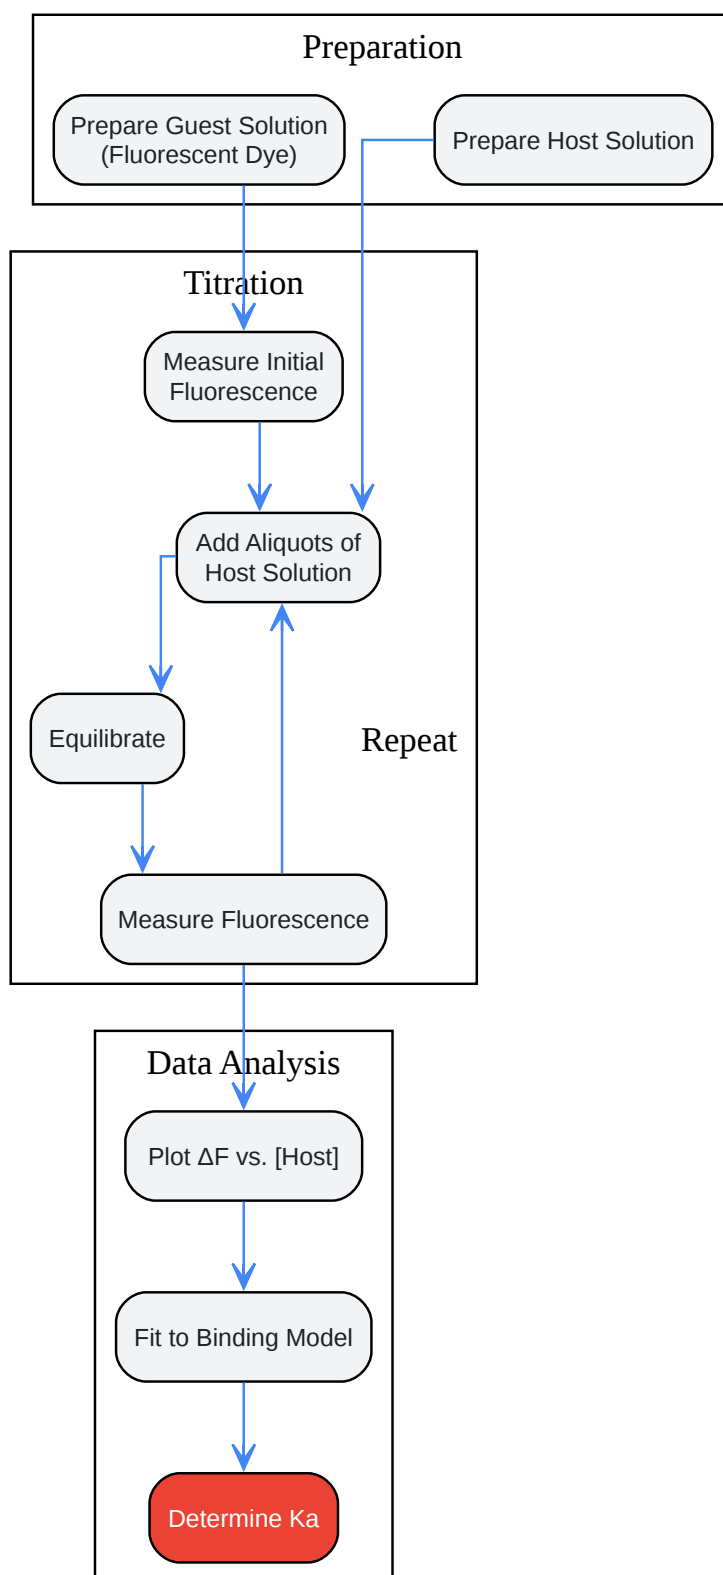 Preparation
Prepare Guest Solution
(Fluorescent Dye)
Prepare Host Solution
Titration
Measure Initial
Fluorescence
Add Aliquots of
Host Solution
Equilibrate
Repeat
Measure Fluorescence
Data Analysis
Plot ΔF vs. [Host]
Fit to Binding Model
Determine Ka